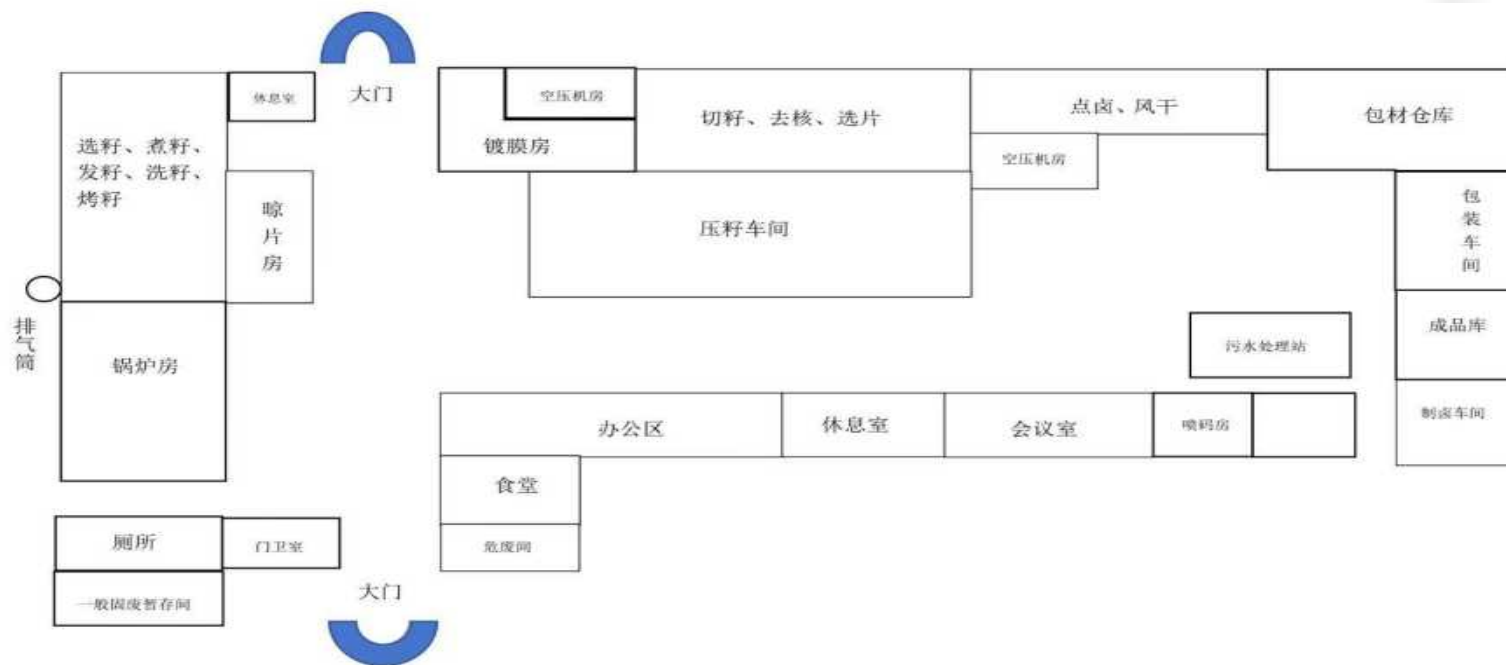 大门
休息室
空压机房
切籽、去核、选片
点卤、风干
包材仓库
选籽、煮籽、
发籽、洗籽、
烤籽
镀膜房
空压机房
晾
片
房
压籽车间
包
装
车
间
排
气
筒
锅炉房
污水处理站
成品库
办公区
休息室
会议室
喷码房
制卤车间
食堂
厕所
门卫室
危废间
一般固废暂存间
大门